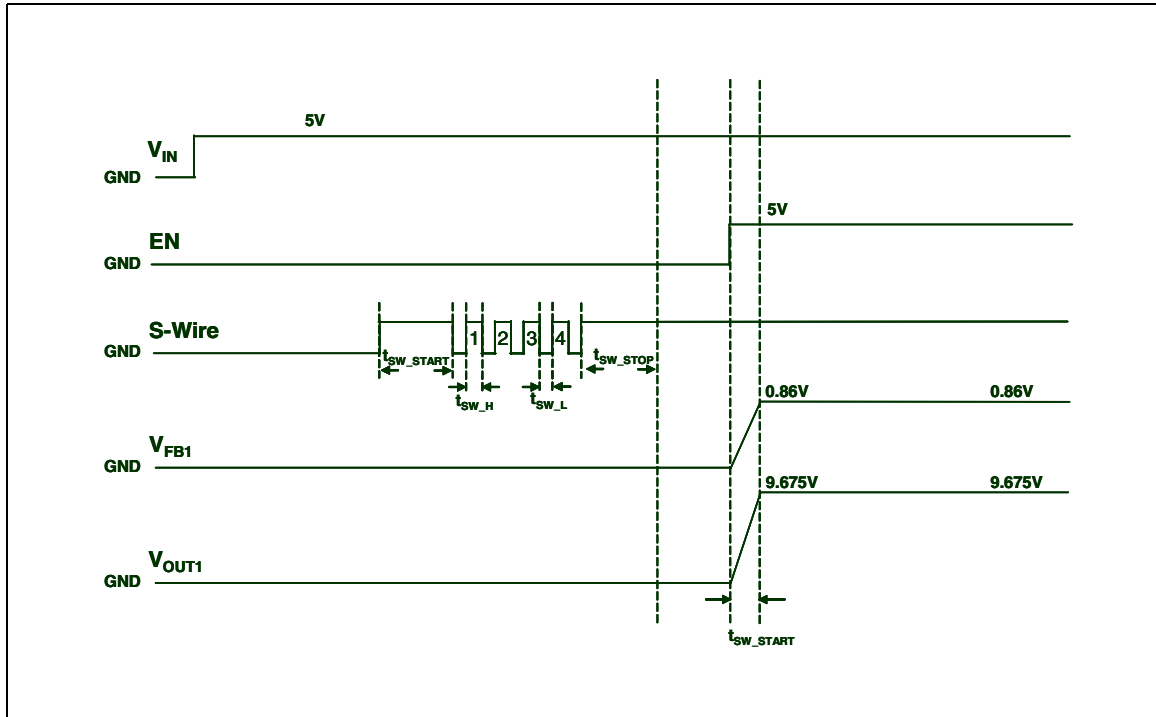 5V
VIN
GND
5V
EN
GND
S-Wire
1 2 3 4
GND
tSW_START
tSW_STOP
tSW_H
tSW_L
0.86V 0.86V
VFB1
GND
9.675V 9.675V
VOUT1
GND
tSW_START